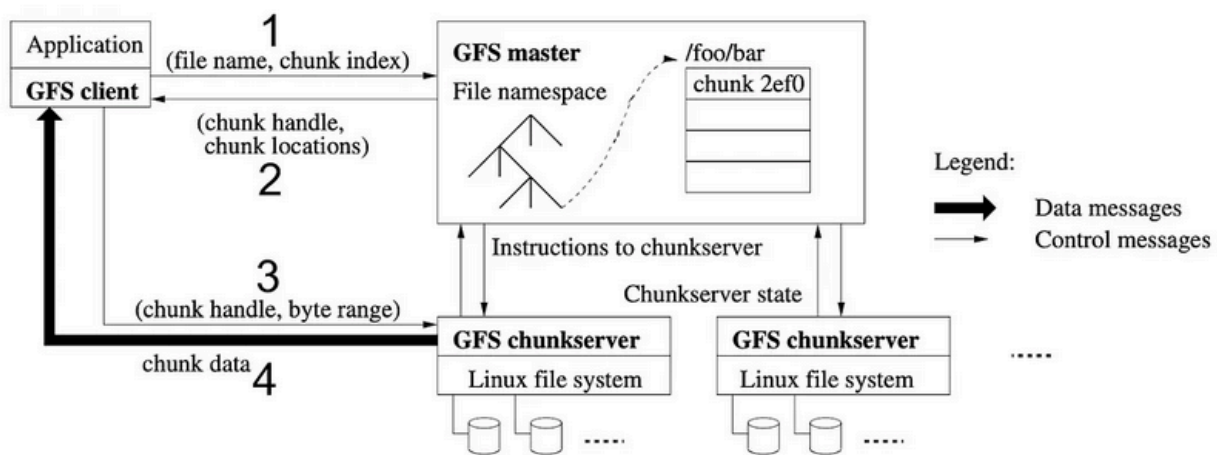 1
Application
(file name, chunk index)
GFS client
GFS master
/foo/bar
File namespace
chunk 2ef0
(chunk handle,
chunk locations)
2
Legend:
Data messages
Control messages
Instructions to chunkserver
3
(chunk handle, byte range)
Chunkserver state
GFS chunkserver
GFS chunkserver
chunk data
4
Linux file system
Linux file system